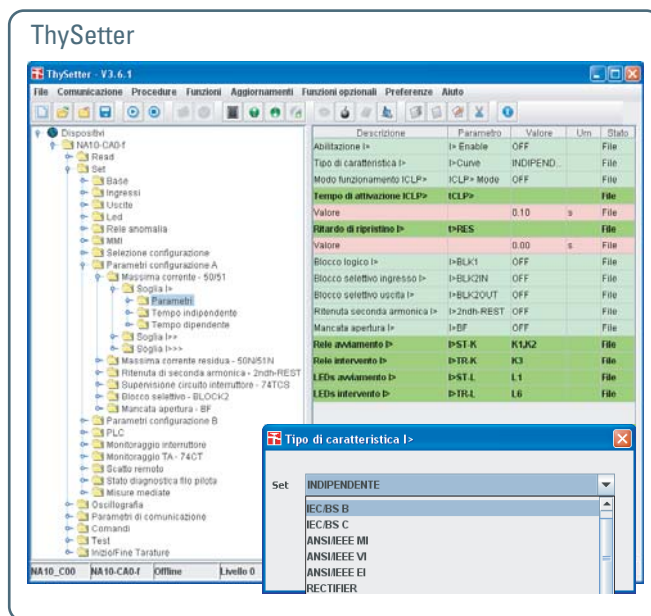 ThySetter
ThySetter - V3.6.1
File Comunicazione Procedure Funzioni Aggiornamenti Funzioni opzionali Preferenze Aiuto
Dispositivi
NA10-CA0-f
Read
Set
Base
Ingressi
Uscite
Led
Rele anomalia
MMI
Selezione configurazione
Parametri configurazione A
Massima corrente - 50/51
Soglia I>
Parametri
Tempo indipendente
Tempo dipendente
Soglia I>>
Soglia I>>>
Massima corrente residua - 50N/51N
Ritenuta di seconda armonica - 2ndh-REST
Supervisione circuito interruttore - 74TCS
Blocco selettivo - BLOCK2
Mancata apertura - BF
Parametri configurazione B
PLC
Monitoraggio interruttore
Monitoraggio TA - 74CT
Scatto remoto
Stato diagnostica filo pilota
Misure mediate
Oscillografia
Parametri di comunicazione
Comandi
Test
Inizio/Fine Tarature
Descrizione Parametro Valore Um Stato
Abilitazione I> I> Enable OFF File
Tipo di caratteristica I> I>Curve INDIPEND... File
Modo funzionamento ICLP> ICLP> Mode OFF File
Tempo di attivazione ICLP> tCLP> File
Valore 0.10 s File
Ritardo di ripristino I> t>RES File
Valore 0.00 s File
Blocco logico I> I>BLK1 OFF File
Blocco selettivo ingresso I> I>BLK2IN OFF File
Blocco selettivo uscita I> I>BLK2OUT OFF File
Ritenuta seconda armonica I> I>2ndh-REST OFF File
Mancata apertura I> I>BF OFF File
Rele avviamento I> I>ST-K K1,K2 File
Rele intervento I> I>TR-K K3 File
LEDs avviamento I> I>ST-L L1 File
LEDs intervento I> I>TR-L L6 File
NA10_C00 NA10-CA0-f Offline Livello 0
Tipo di caratteristica I>
Set INDIPENDENTE
IEC/BS B
IEC/BS C
ANSI/IEEE MI
ANSI/IEEE VI
ANSI/IEEE EI
RECTIFIER